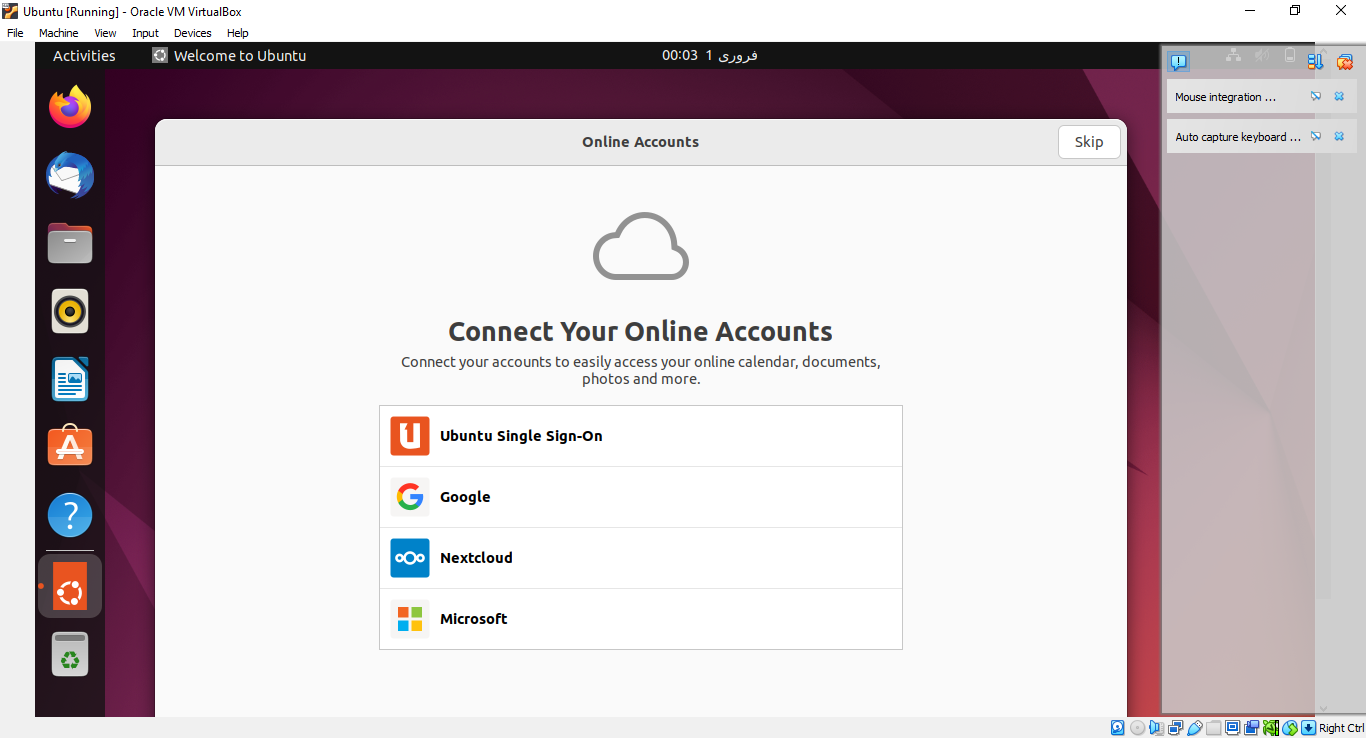 Ubuntu [Running] - Oracle VM VirtualBox
File Machine View Input Devices Help
Activities Welcome to Ubuntu 00:03 فروری 1
Mouse integration ...
Auto capture keyboard ...
Online Accounts Skip
Connect Your Online Accounts
Connect your accounts to easily access your online calendar, documents,
photos and more.
Ubuntu Single Sign-On
Google
Nextcloud
Microsoft
Right Ctrl